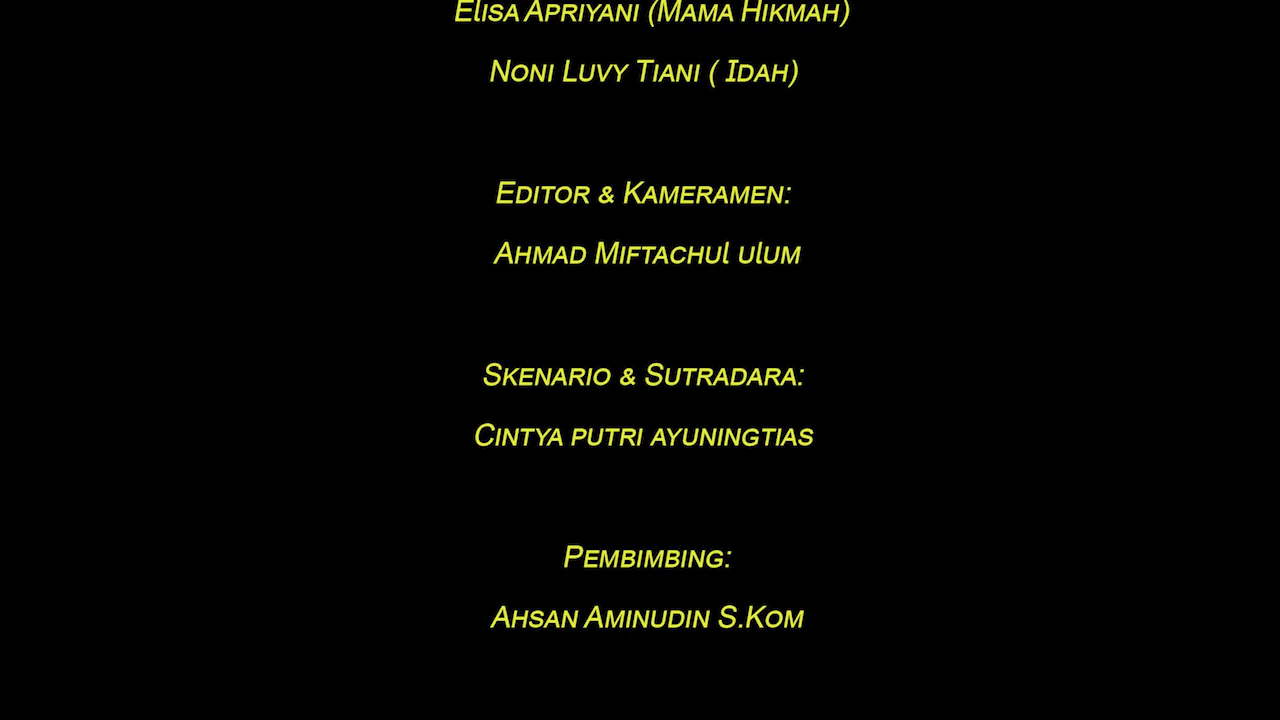 Elisa Apriyani (Mama Hikmah)
Noni Luvy Tiani ( Idah)
Editor & Kameramen:
Ahmad Miftachul ulum
Skenario & Sutradara:
Cintya putri ayuningtias
Pembimbing:
Ahsan Aminudin S.Kom